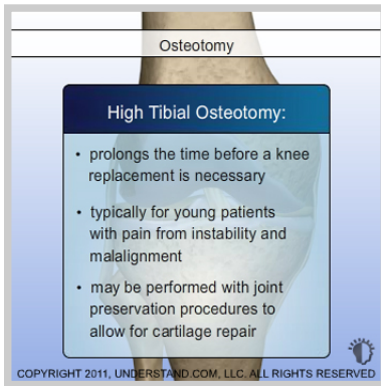 Osteotomy
High Tibial Osteotomy:
• prolongs the time before a knee
replacement is necessary
• typically for young patients
with pain from instability and
malalignment
• may be performed with joint
preservation procedures to
allow for cartilage repair
COPYRIGHT 2011, UNDERSTAND.COM, LLC. ALL RIGHTS RESERVED